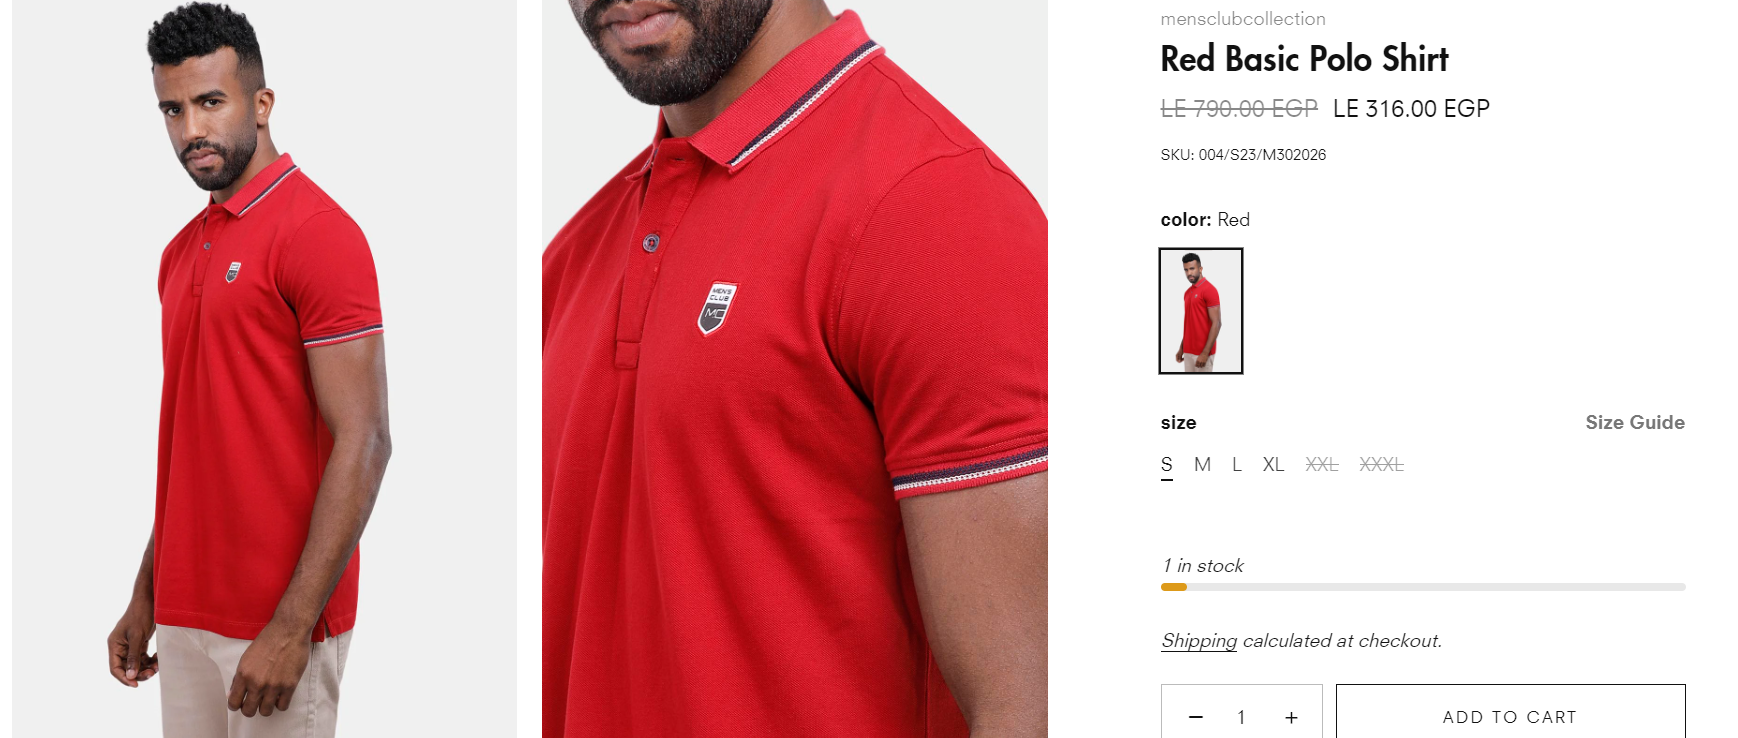 MEN'S
CLUB
MC
mensclubcollection
Red Basic Polo Shirt
LE 790.00 EGP LE 316.00 EGP
SKU: 004/S23/M302026
color: Red
size Size Guide
S M L XL XXL XXXL
1 in stock
Shipping calculated at checkout.
− 1 + ADD TO CART